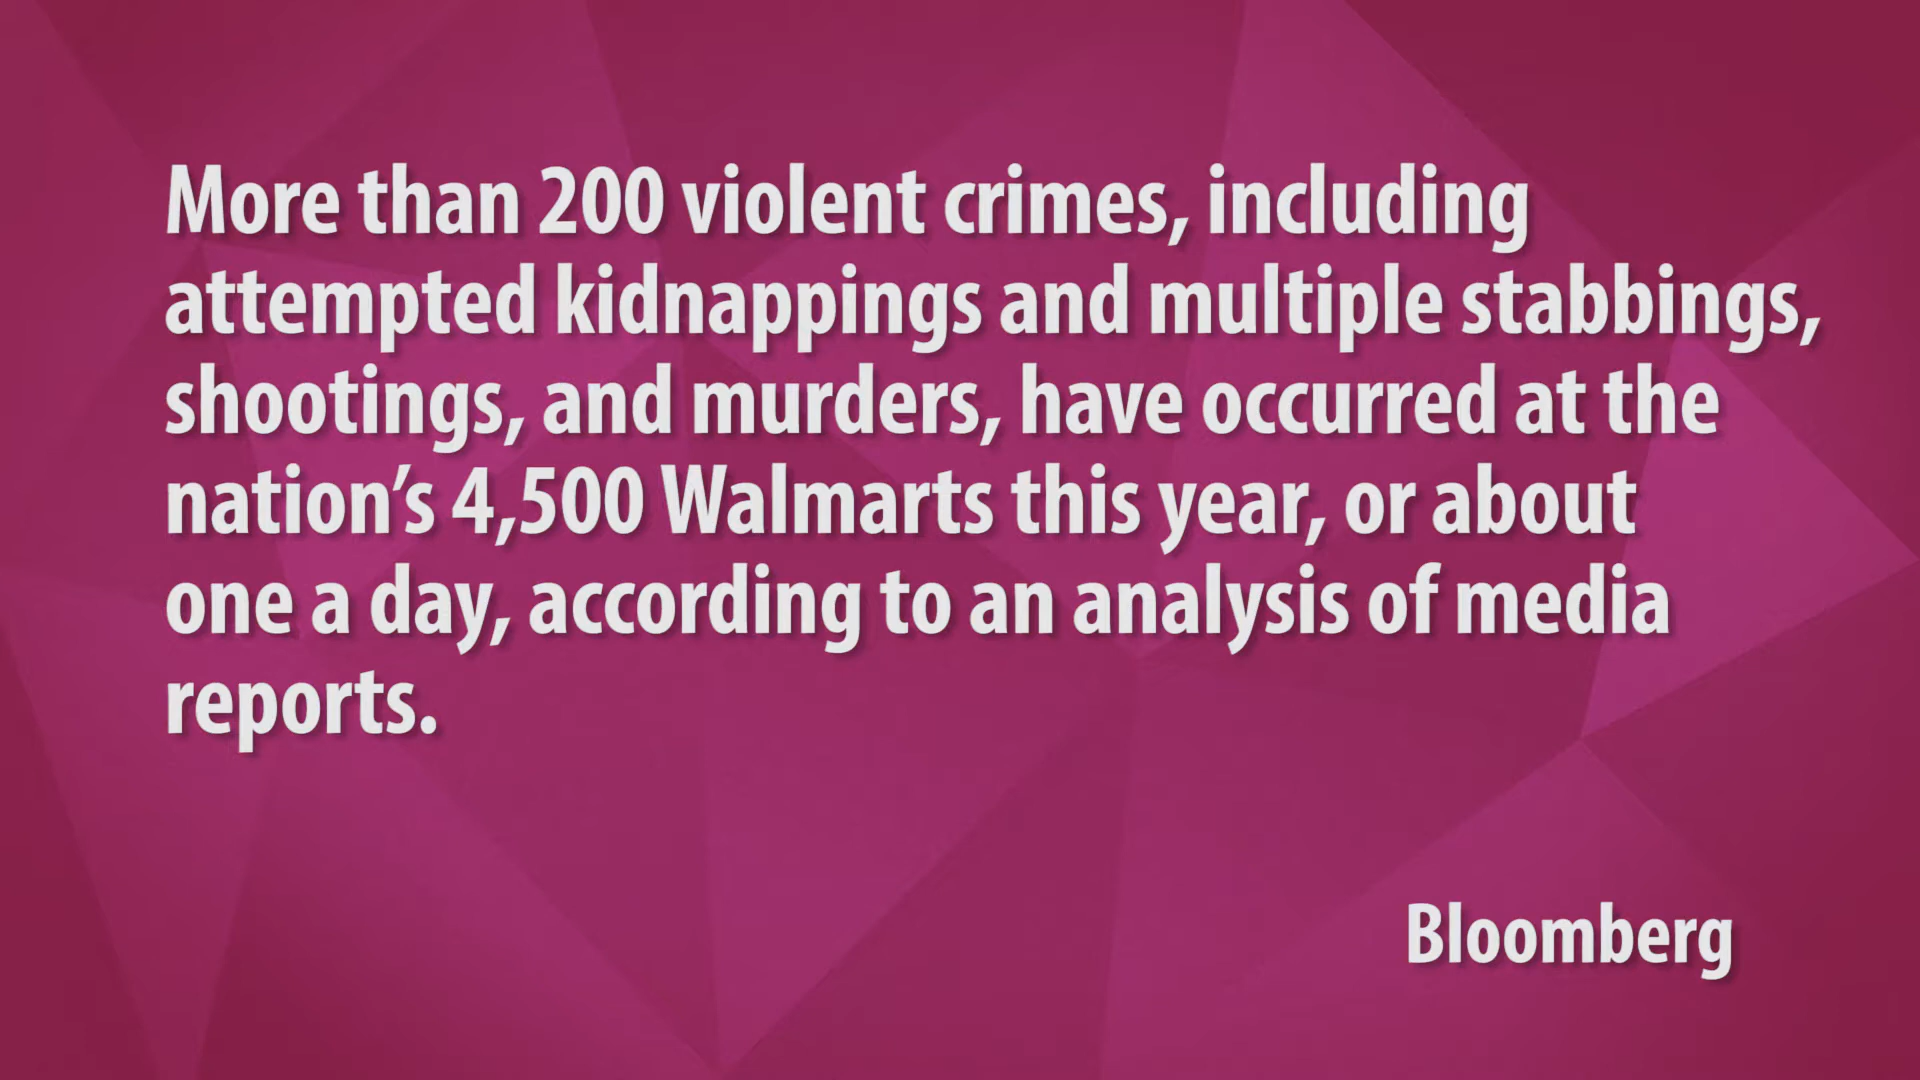 More than 200 violent crimes, including
attempted kidnappings and multiple stabbings,
shootings, and murders, have occurred at the
nation’s 4,500 Walmarts this year, or about
one a day, according to an analysis of media
reports.
Bloomberg